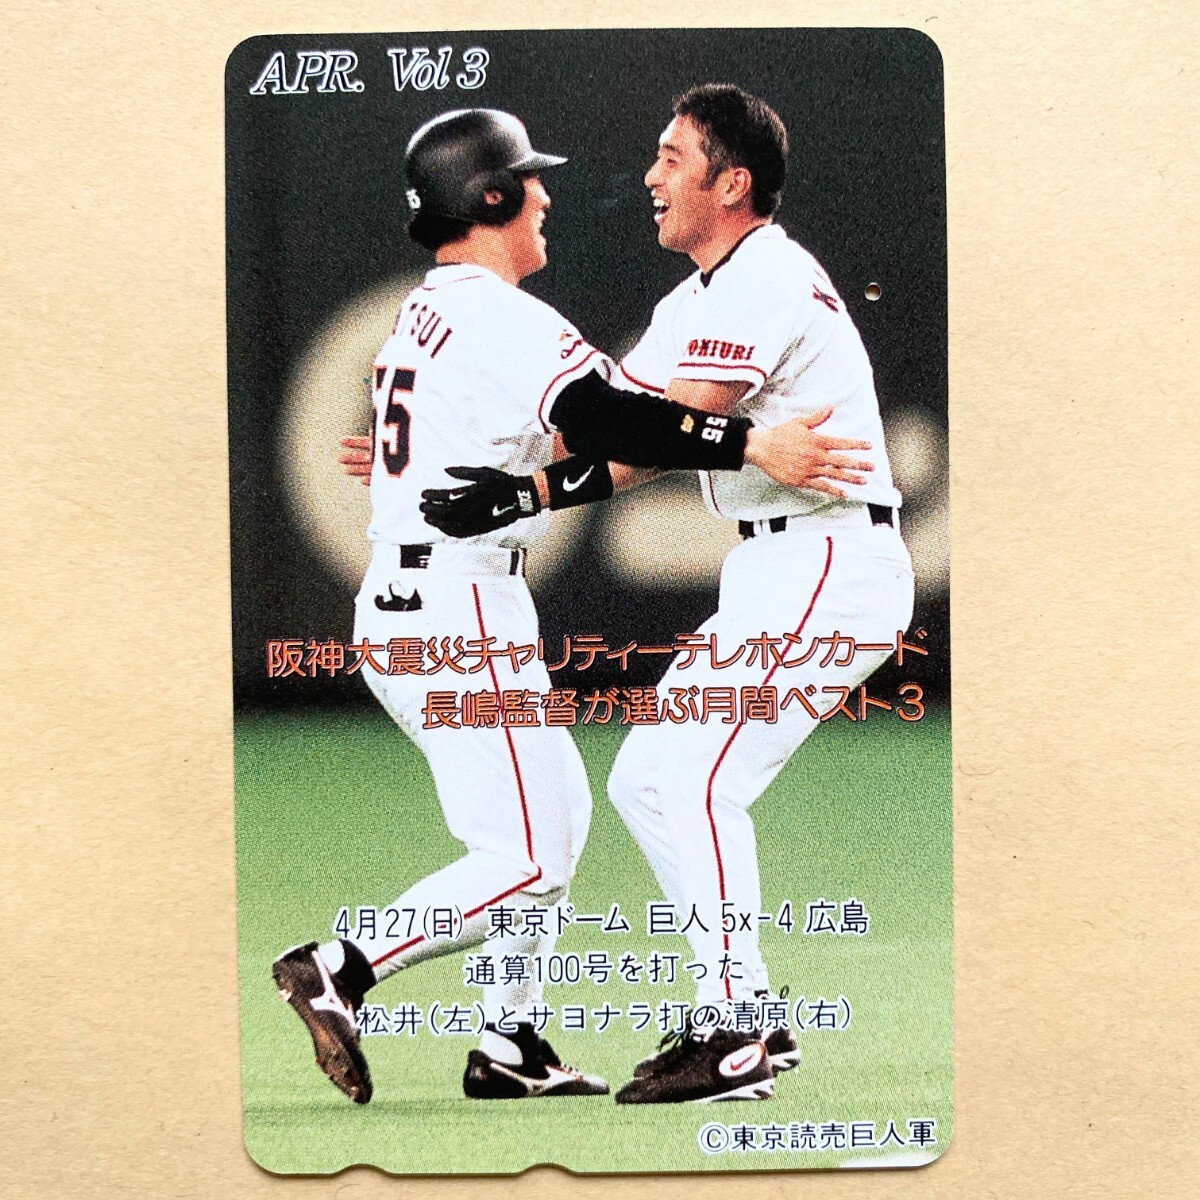 APR. Vol 3
TSUI
55
55
阪神大震災チャリティーテレホンカード
長嶋監督が選ぶ月間ベスト3
4月27(日) 東京ドーム 巨人 5x-4 広島
通算100号を打った
松井(左)とサヨナラ打の清原(右)
©東京読売巨人軍